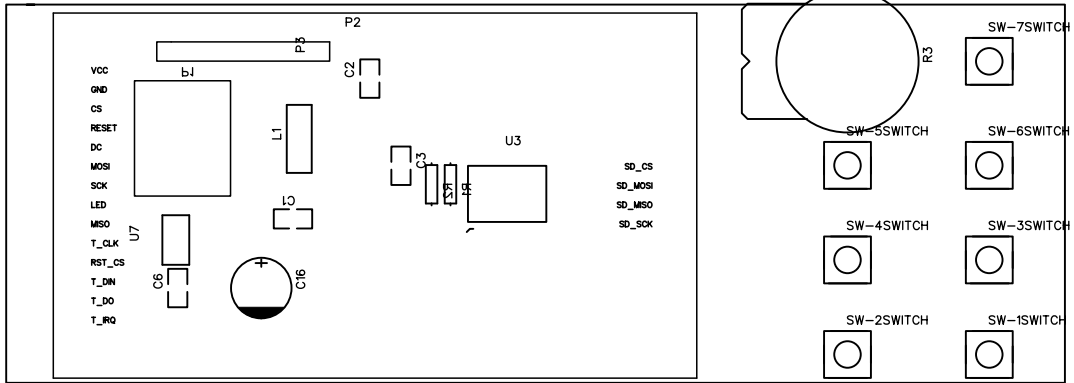 P2
P3
SW-7SWITCH
R3
C2
P1
VCC
GND
CS
RESET
DC
MOSI
SCK
LED
MISO
T_CLK
RST_CS
T_DIN
T_DO
T_IRQ
L1
C1
U7
C6
C16
C3
R2
R1
U3
SD_CS
SD_MOSI
SD_MISO
SD_SCK
SW-5SWITCH
SW-6SWITCH
SW-4SWITCH
SW-3SWITCH
SW-2SWITCH
SW-1SWITCH